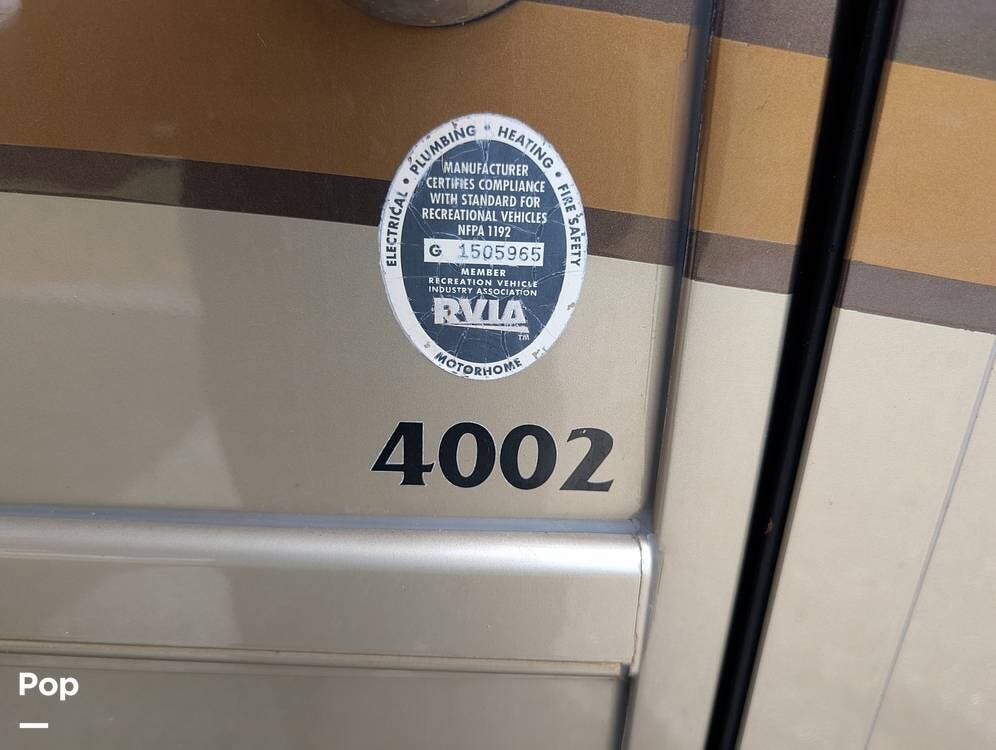 ELECTRICAL • PLUMBING • HEATING • FIRE SAFETY
MANUFACTURER
CERTIFIES COMPLIANCE
WITH STANDARD FOR
RECREATIONAL VEHICLES
NFPA 1192
G 1505965
MEMBER
RECREATION VEHICLE
INDUSTRY ASSOCIATION
RVIA
TM
MOTORHOME
4002
Pop